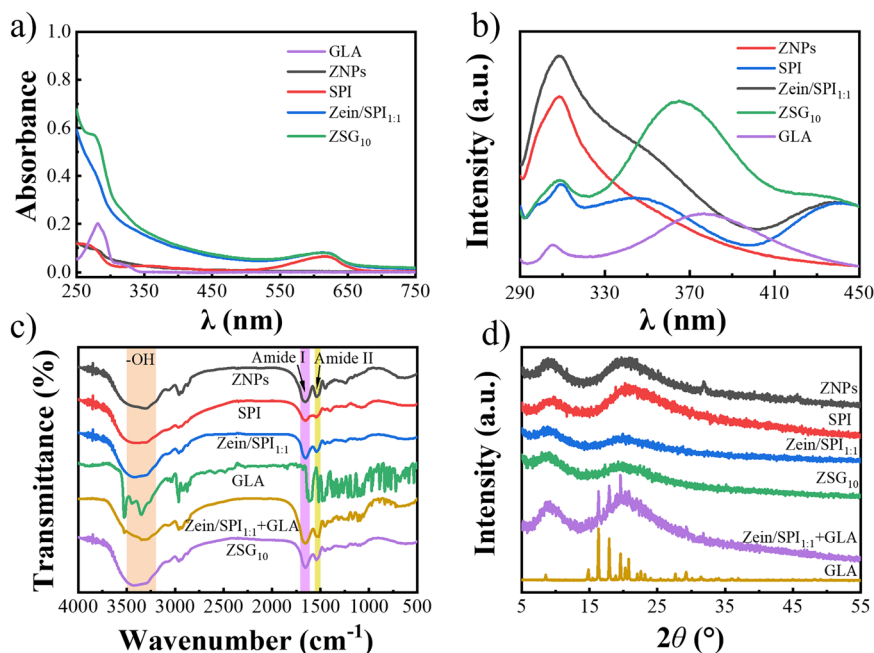 a)
1.0
0.8
0.6
0.4
0.2
0.0
Absorbance
GLA
ZNPs
SPI
Zein/SPI1:1
ZSG10
250 350 450 550 650 750
λ (nm)
b)
Intensity (a.u.)
ZNPs
SPI
Zein/SPI1:1
ZSG10
GLA
290 330 370 410 450
λ (nm)
c)
Transmittance (%)
-OH
Amide I
Amide II
ZNPs
SPI
Zein/SPI1:1
GLA
Zein/SPI1:1+GLA
ZSG10
4000 3500 3000 2500 2000 1500 1000 500
Wavenumber (cm-1)
d)
Intensity (a.u.)
ZNPs
SPI
Zein/SPI1:1
ZSG10
Zein/SPI1:1+GLA
GLA
5 15 25 35 45 55
2θ (°)